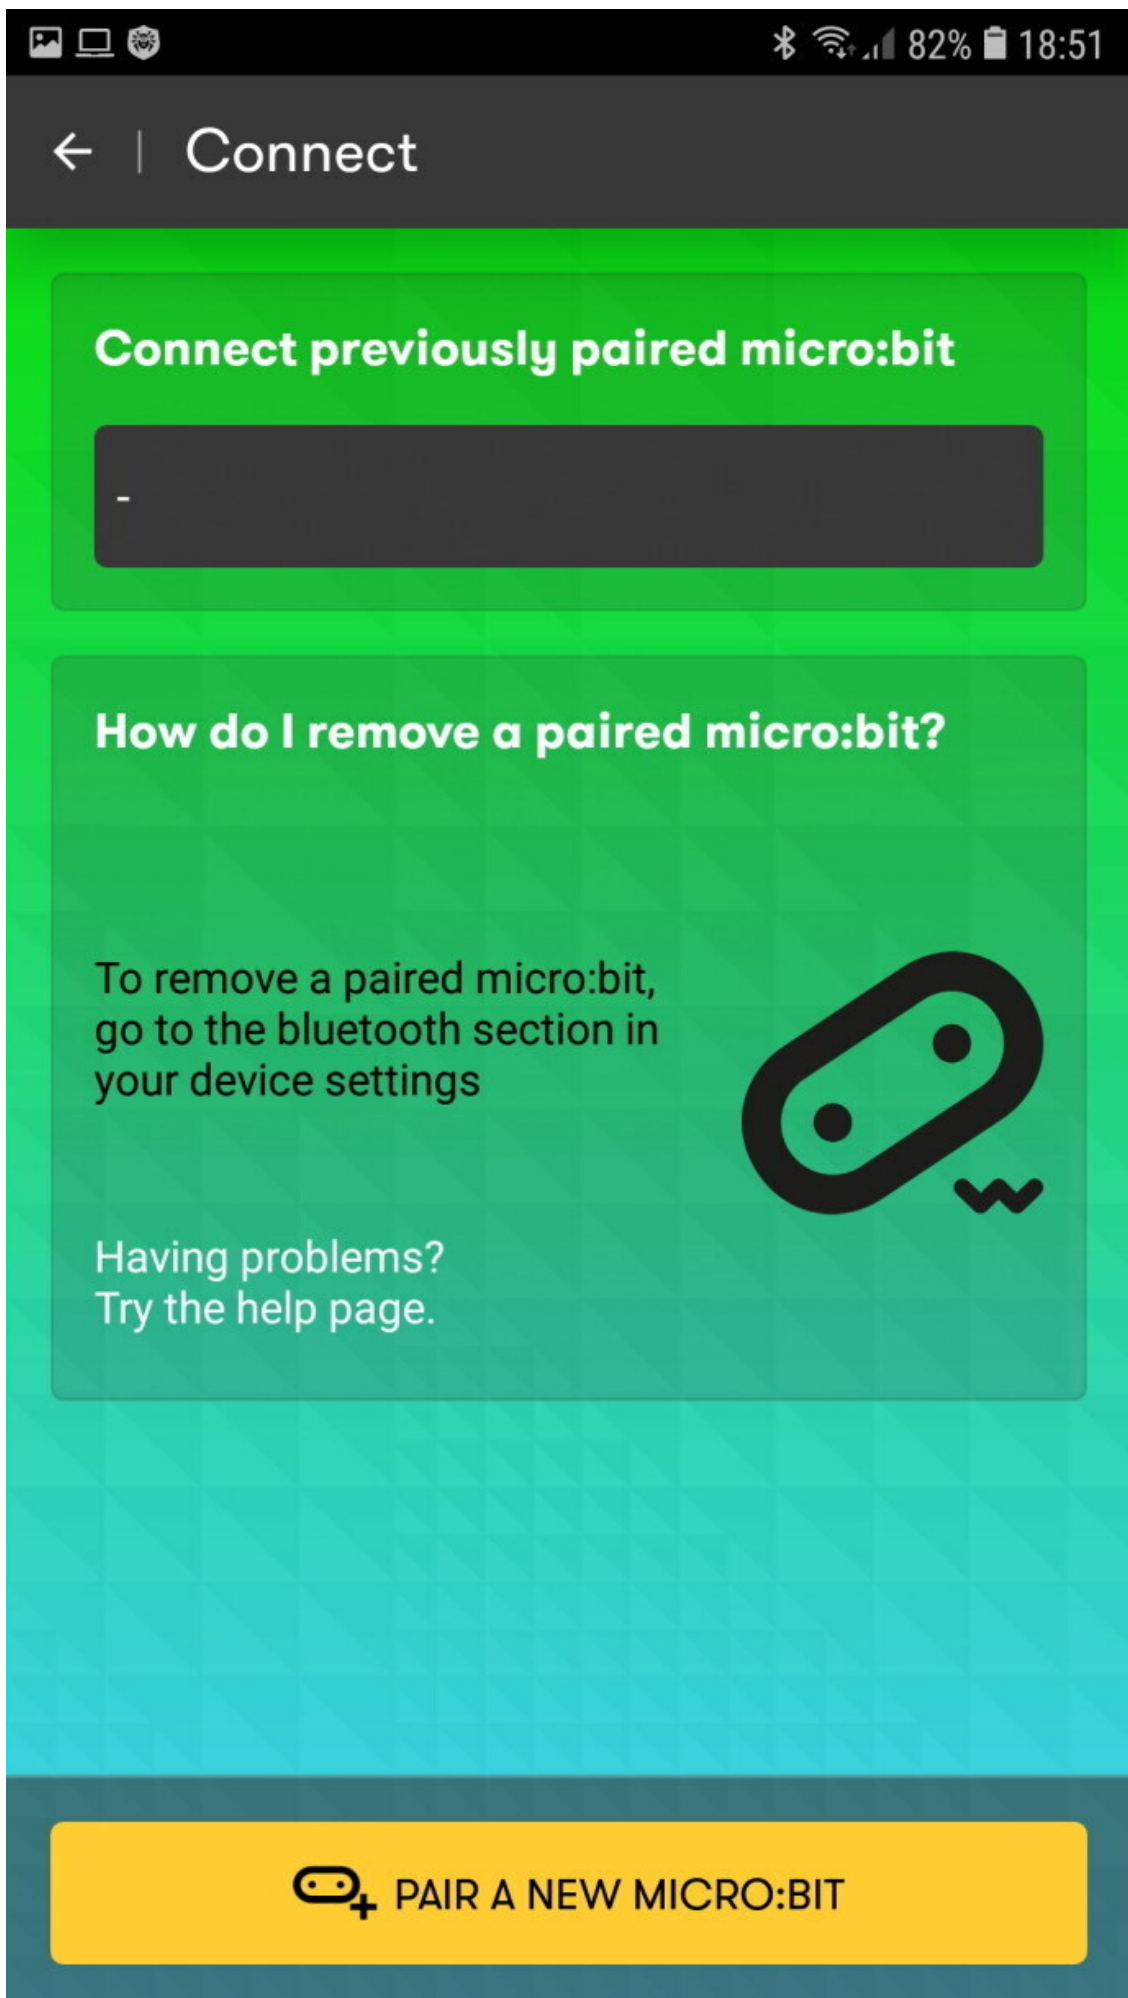 82% 18:51
Connect
Connect previously paired micro:bit
-
How do I remove a paired micro:bit?
To remove a paired micro:bit,
go to the bluetooth section in
your device settings
Having problems?
Try the help page.
PAIR A NEW MICRO:BIT